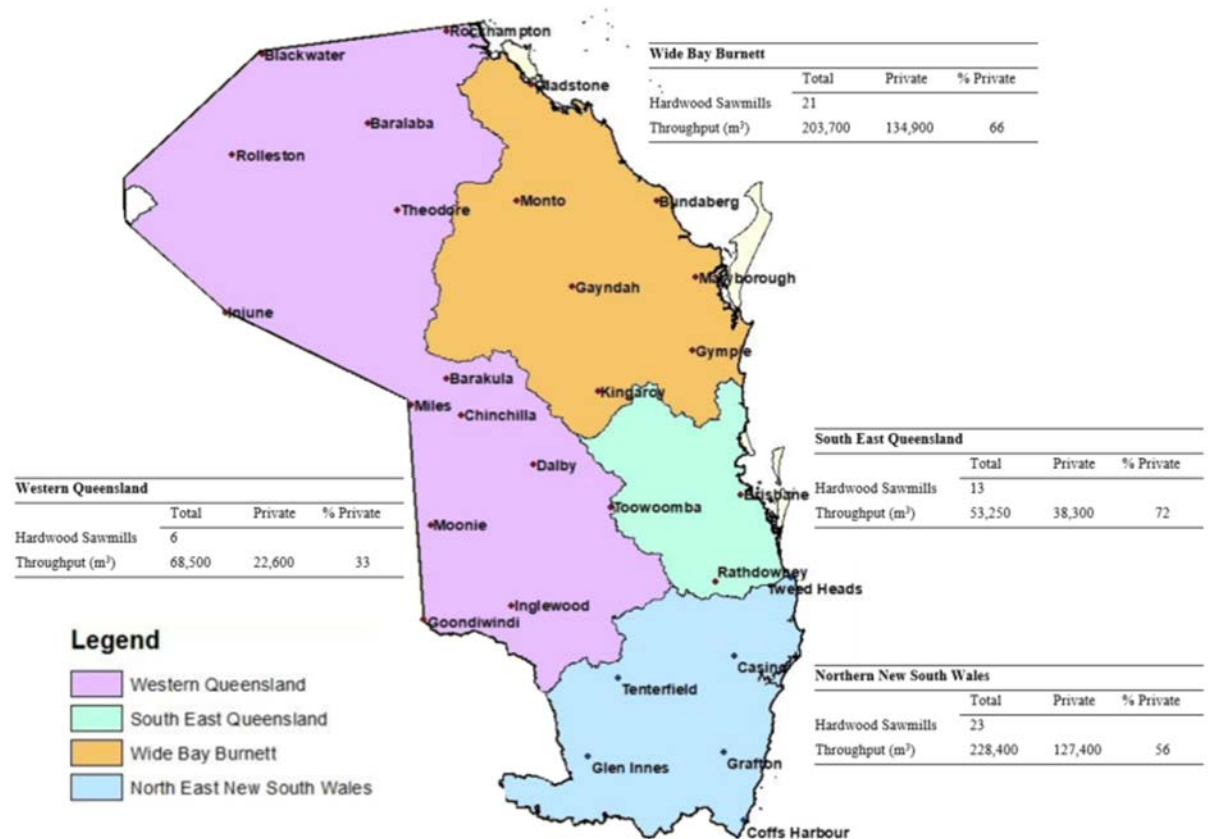 Rockhampton
Blackwater
Gladstone
Baralaba
Rolleston
Monto
Bundaberg
Theodore
Maryborough
Gayndah
Injune
Gympie
Barakula
Kingaroy
Miles
Chinchilla
Dalby
Brisbane
Toowoomba
Moonie
Rathdowney
Tweed Heads
Inglewood
Goondiwindi
Casino
Tenterfield
Glen Innes
Grafton
Coffs Harbour
Wide Bay Burnett
Total Private % Private
Hardwood Sawmills 21
Throughput (m³) 203,700 134,900 66
South East Queensland
Total Private % Private
Hardwood Sawmills 13
Throughput (m³) 53,250 38,300 72
Western Queensland
Total Private % Private
Hardwood Sawmills 6
Throughput (m³) 68,500 22,600 33
Northern New South Wales
Total Private % Private
Hardwood Sawmills 23
Throughput (m³) 228,400 127,400 56
Legend
Western Queensland
South East Queensland
Wide Bay Burnett
North East New South Wales